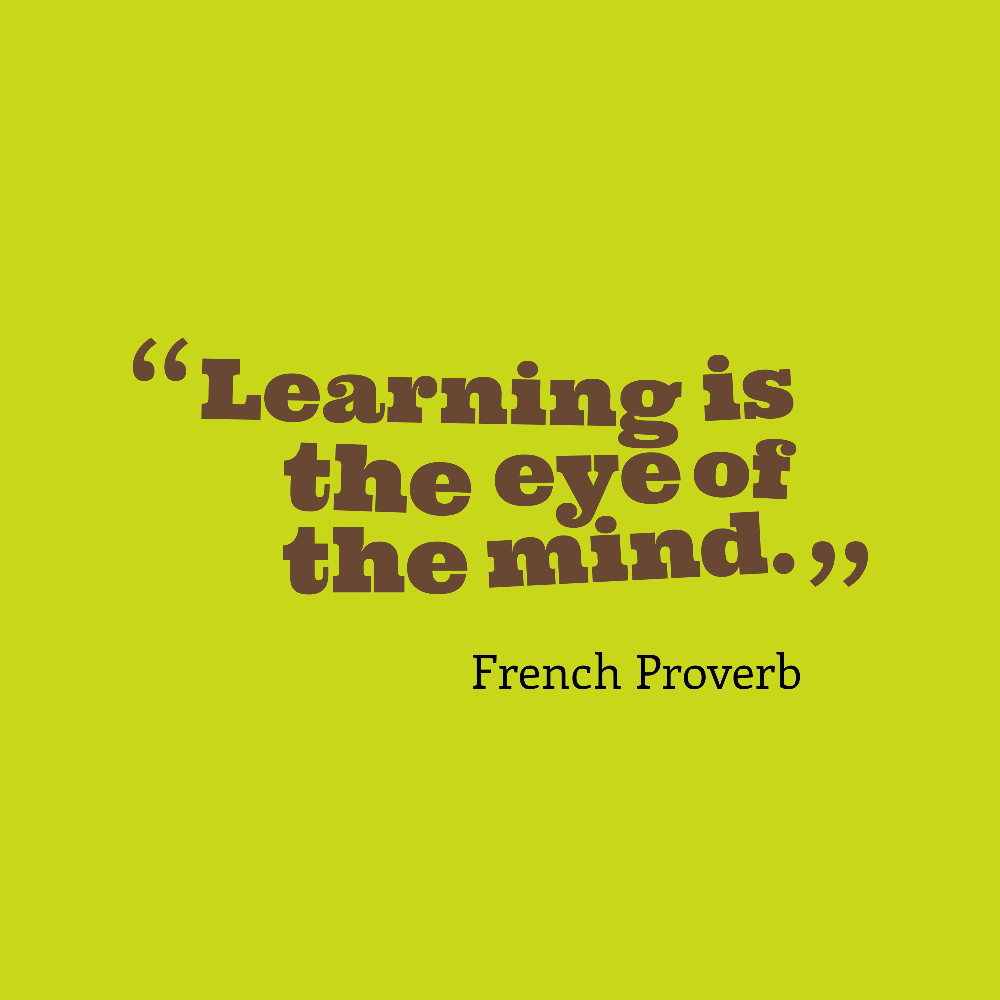 “Learning is
the eye of
the mind.”
French Proverb